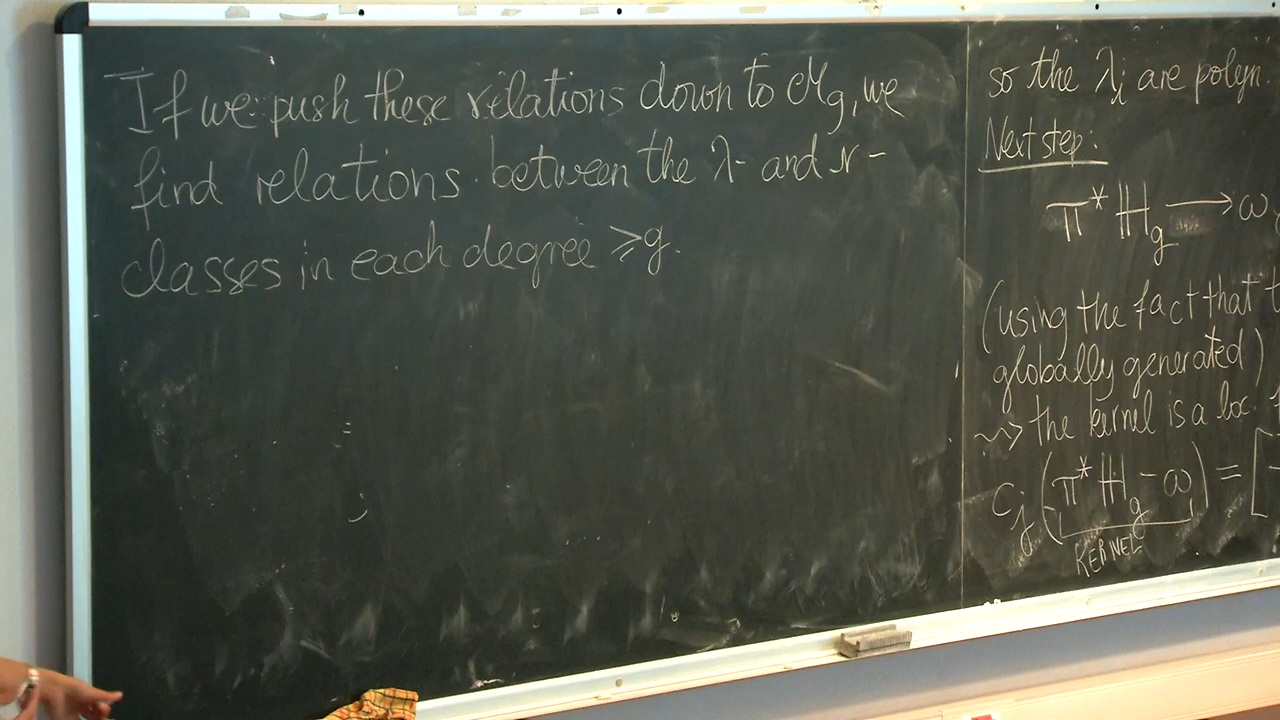 If we push these relations down to Mg, we
find relations between the λ- and κ-
classes in each degree ≥g.
so the λi are polyn.
Next step:
π* ℍg → ω
(using the fact that
globally generated)
⇝ the kernel is a loc.
cj (π* ℍg - ω) = [
KERNEL